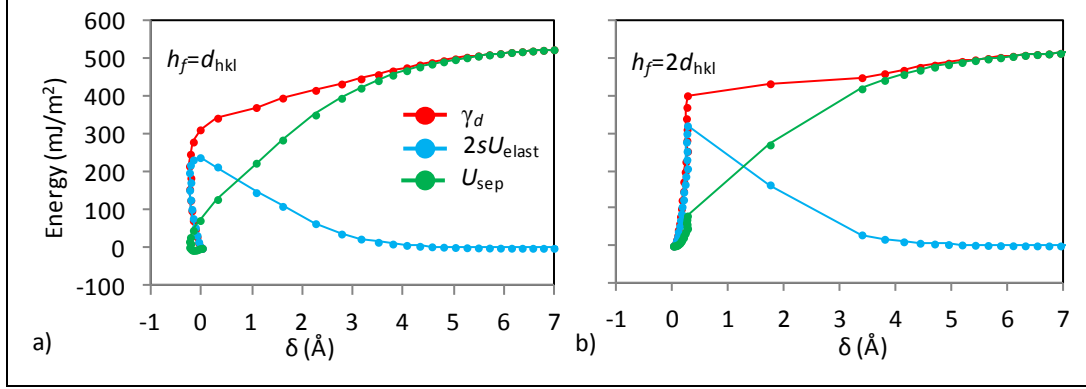 600
500
400
300
200
100
0
-100
Energy (mJ/m²)
h_f=d_hkl
γ_d
2sU_elast
U_sep
-1 0 1 2 3 4 5 6 7
δ (Å)
a)
h_f=2d_hkl
-1 0 1 2 3 4 5 6 7
δ (Å)
b)